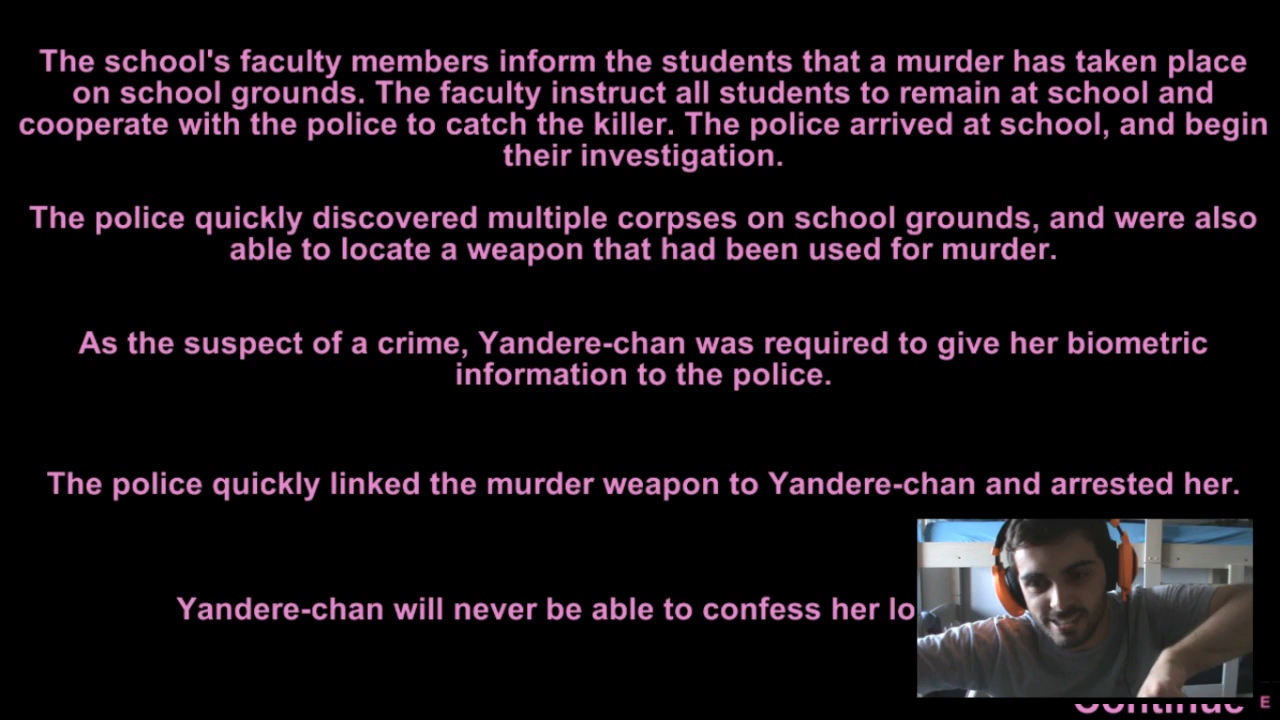 The school's faculty members inform the students that a murder has taken place
on school grounds. The faculty instruct all students to remain at school and
cooperate with the police to catch the killer. The police arrived at school, and begin
their investigation.
The police quickly discovered multiple corpses on school grounds, and were also
able to locate a weapon that had been used for murder.
As the suspect of a crime, Yandere-chan was required to give her biometric
information to the police.
The police quickly linked the murder weapon to Yandere-chan and arrested her.
Yandere-chan will never be able to confess her lo
Continue E